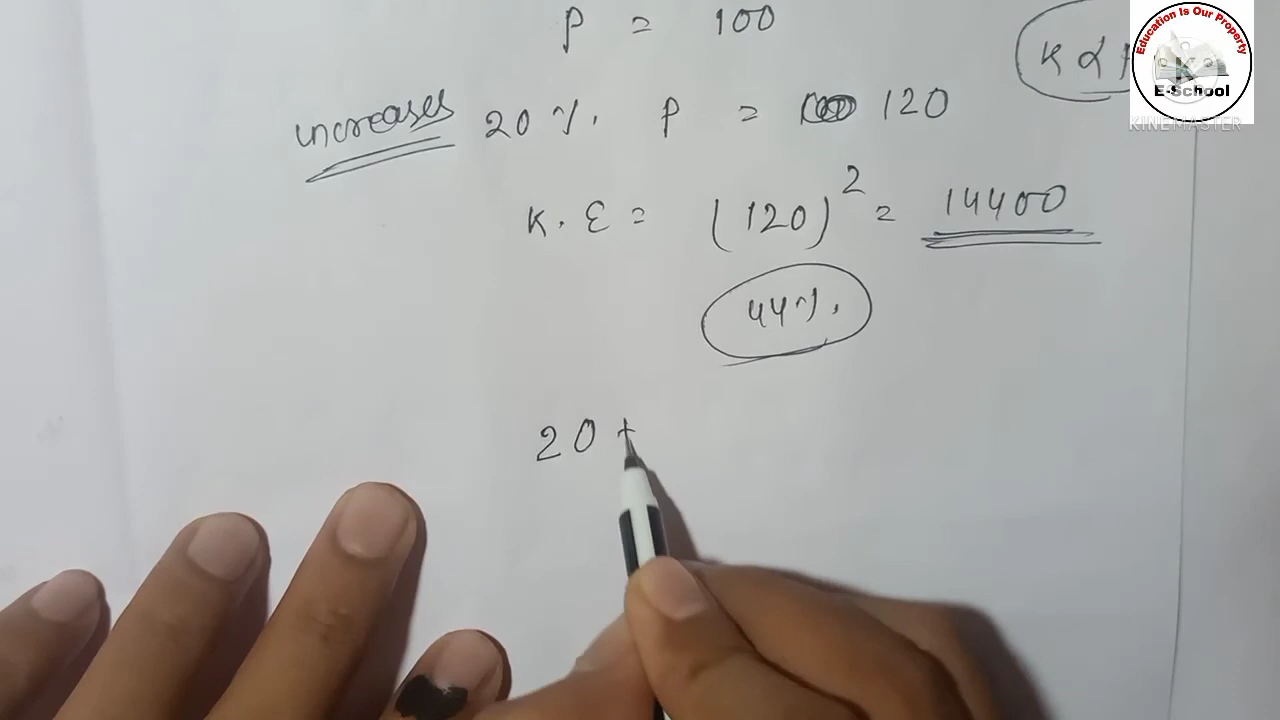 P = 100
K α P
increases 20 %. P = 120
K.E = (120)² = 14400
44%.
20 +
Education Is Our Property
E-School
KINEMASTER